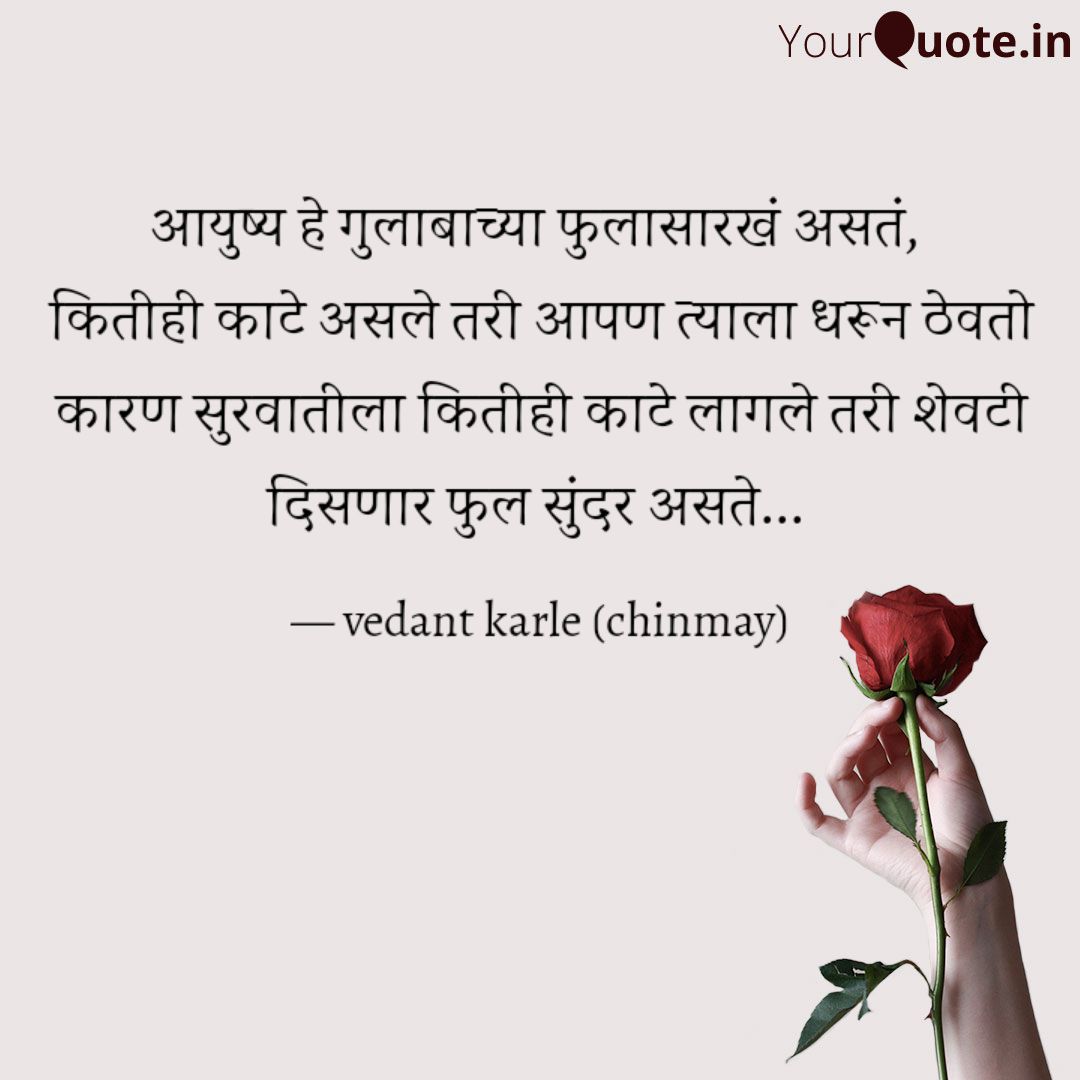 YourQuote.in
आयुष्य हे गुलाबाच्या फुलासारखं असतं,
कितीही काटे असले तरी आपण त्याला धरून ठेवतो
कारण सुरवातीला कितीही काटे लागले तरी शेवटी
दिसणार फुल सुंदर असते...
— vedant karle (chinmay)